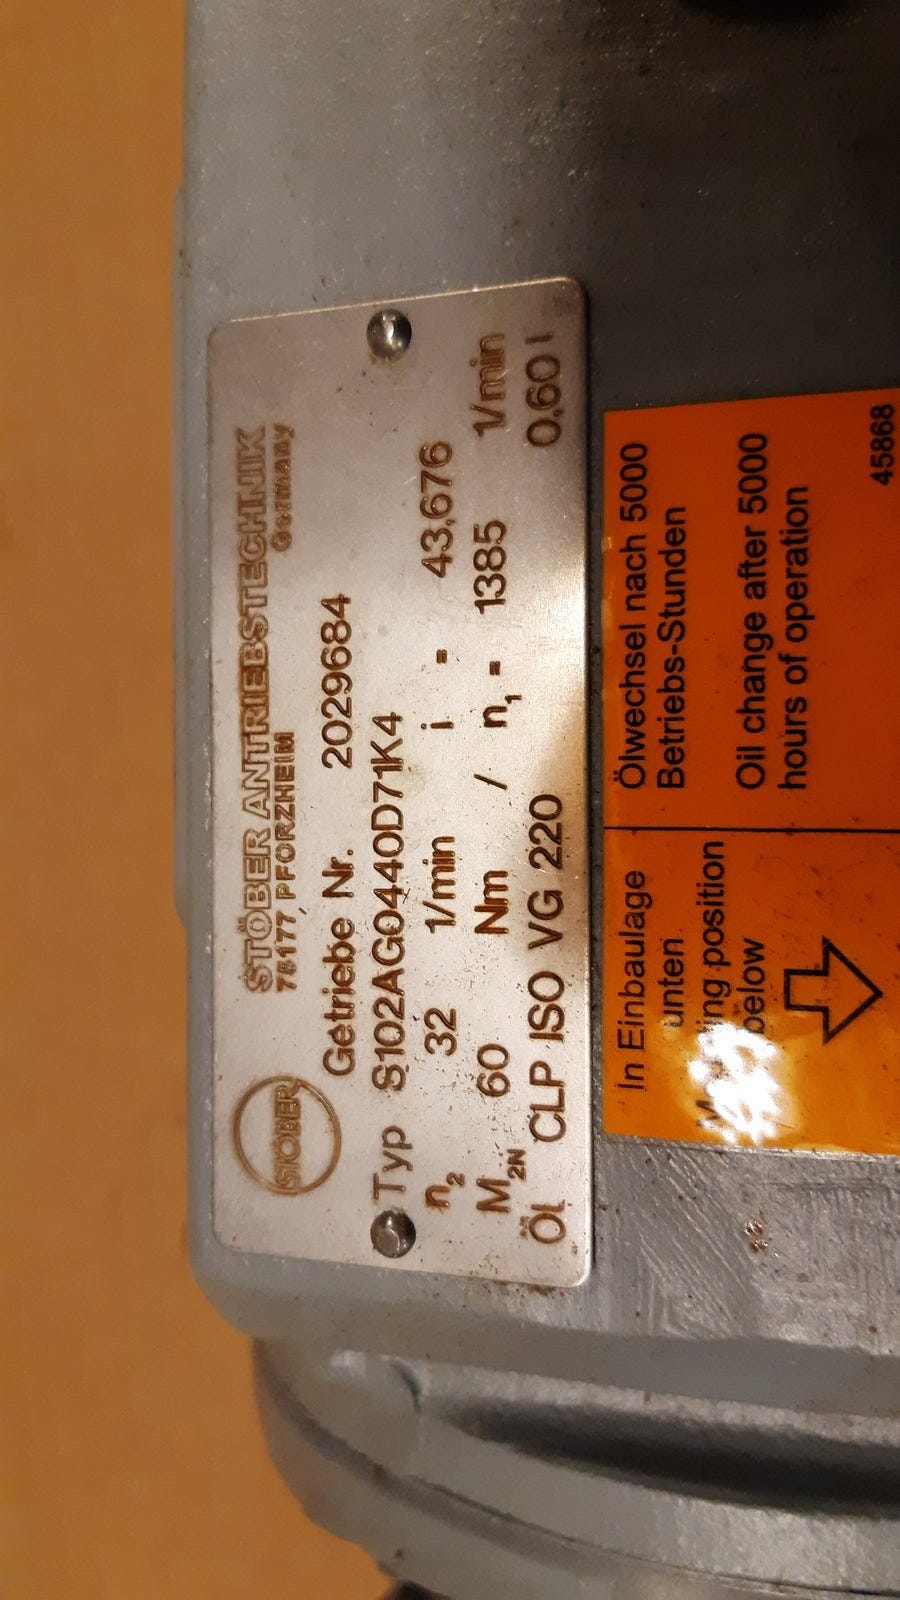 STÖBER
STÖBER ANTRIEBSTECHNIK
75177 PFORZHEIM Germany
Getriebe Nr. 2029684
Typ S102AG0440D71K4
n2 32 1/min i = 43,676
M2N 60 Nm / n1 = 1385 1/min
Öl CLP ISO VG 220 0,60 l
In Einbaulage
unten
position
below
Ölwechsel nach 5000
Betriebs-Stunden
Oil change after 5000
hours of operation
45868